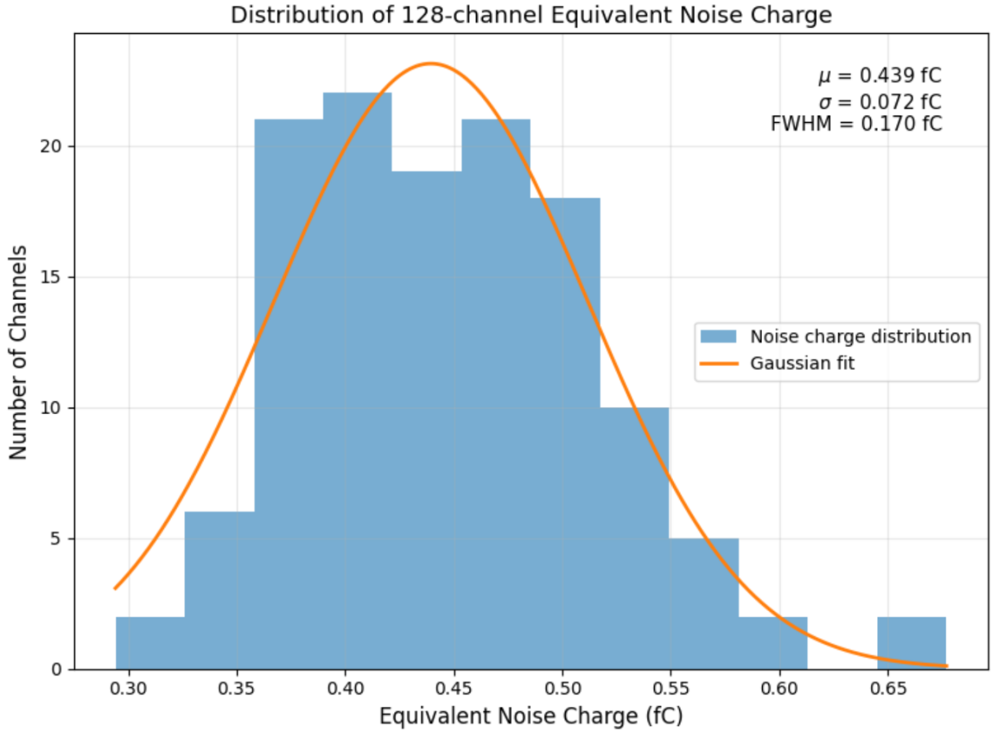 Distribution of 128-channel Equivalent Noise Charge
μ = 0.439 fC
σ = 0.072 fC
FWHM = 0.170 fC
Number of Channels
20
15
10
5
0
Noise charge distribution
Gaussian fit
0.30 0.35 0.40 0.45 0.50 0.55 0.60 0.65
Equivalent Noise Charge (fC)